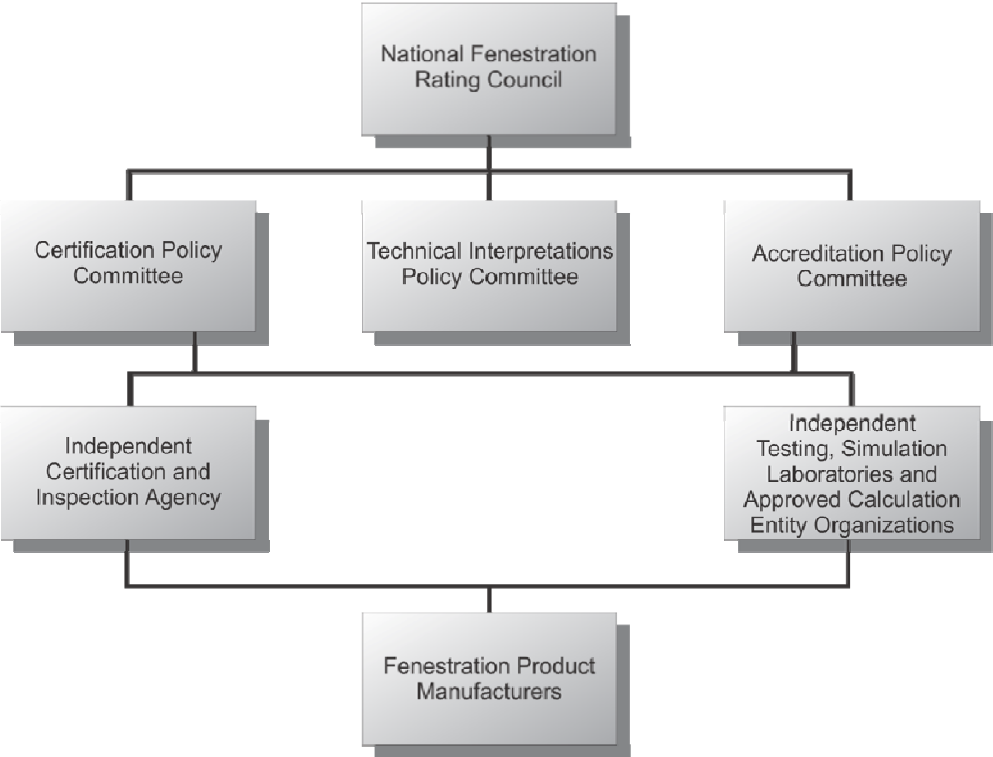 National Fenestration
Rating Council
Certification Policy
Committee
Technical Interpretations
Policy Committee
Accreditation Policy
Committee
Independent
Certification and
Inspection Agency
Independent
Testing, Simulation
Laboratories and
Approved Calculation
Entity Organizations
Fenestration Product
Manufacturers